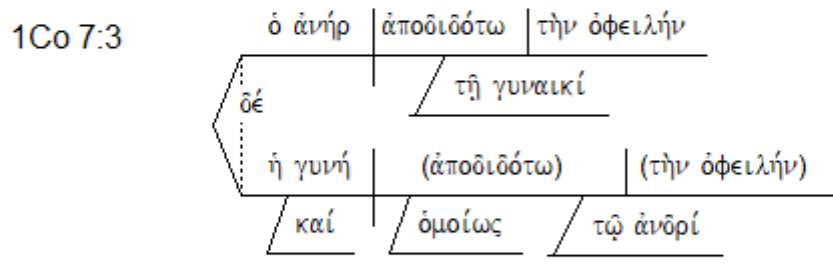 1Co 7:3
ὁ ἀνήρ ἀποδιδότω τὴν ὀφειλήν
τῇ γυναικί
δέ
ἡ γυνή (ἀποδιδότω) (τὴν ὀφειλήν)
καί ὁμοίως τῷ ἀνδρί